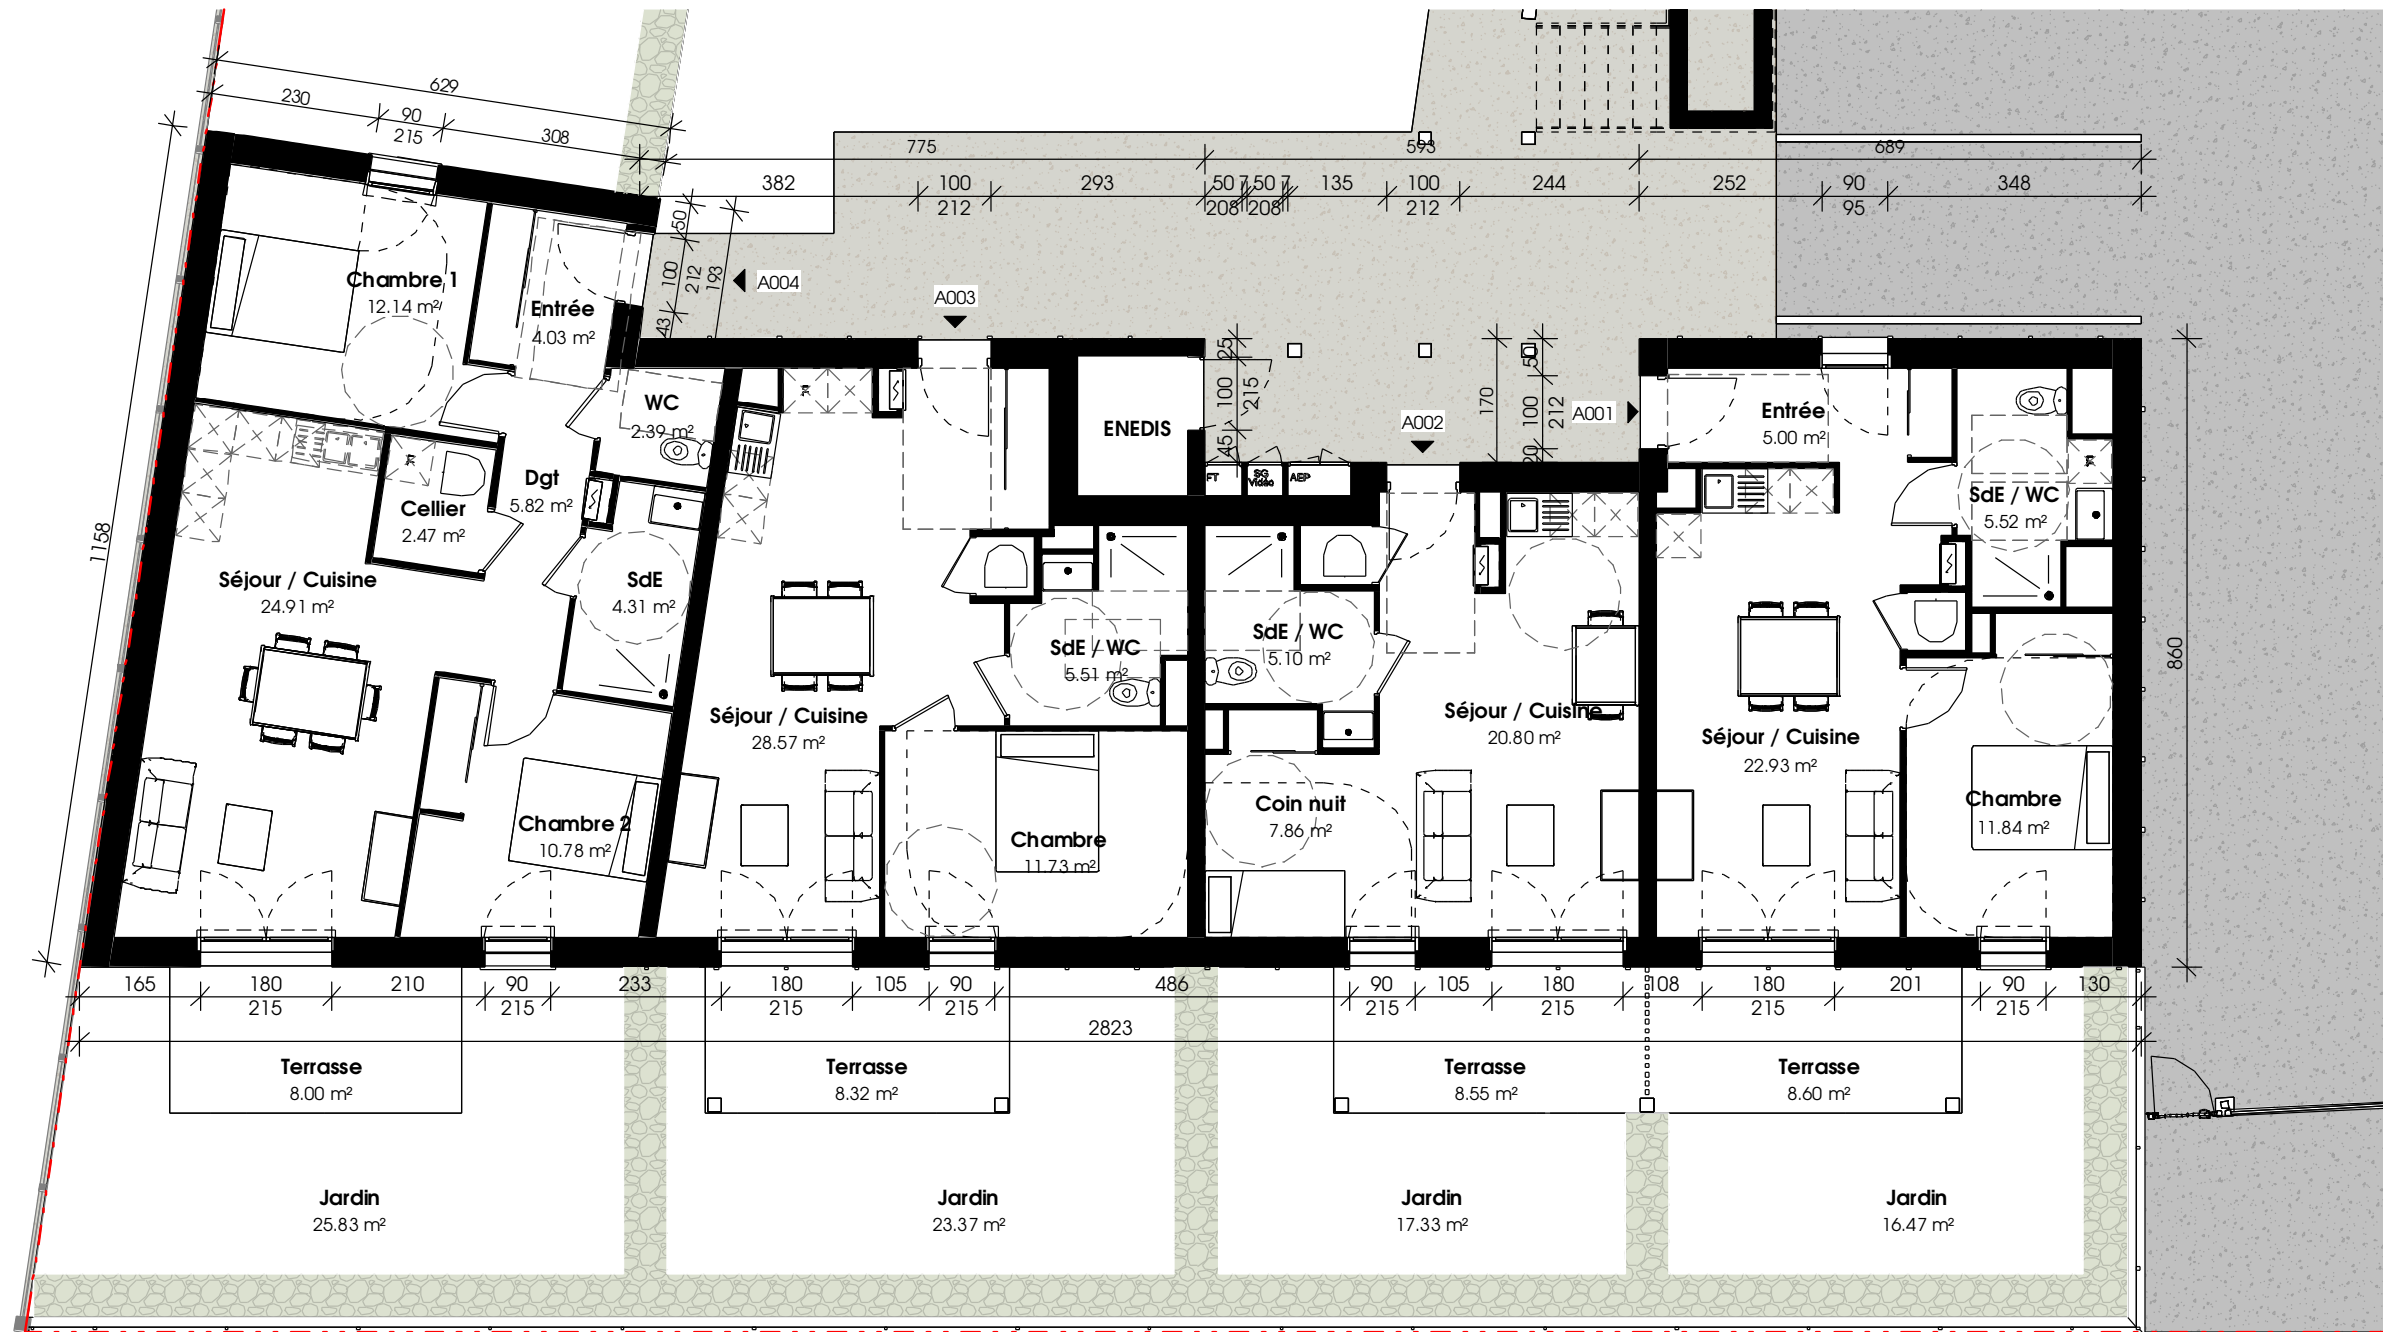 629
230
90
215
308
775
593
689
382
100
212
293
50
7
50
7
208
208
135
100
212
244
252
90
95
348
50
100
212
193
43
A004
A003
A002
A001
25
100
215
45
170
50
100
212
20
1158
860
Chambre 1
12.14 m²
Entrée
4.03 m²
WC
2.39 m²
Dgt
5.82 m²
Cellier
2.47 m²
SdE
4.31 m²
Séjour / Cuisine
24.91 m²
Chambre 2
10.78 m²
ENEDIS
FT
SG
Vidéo
AEP
Séjour / Cuisine
28.57 m²
SdE / WC
5.51 m²
Chambre
11.73 m²
SdE / WC
5.10 m²
Séjour / Cuisine
20.80 m²
Coin nuit
7.86 m²
Entrée
5.00 m²
SdE / WC
5.52 m²
Séjour / Cuisine
22.93 m²
Chambre
11.84 m²
165
180
215
210
90
215
233
180
215
105
90
215
486
90
215
105
180
215
108
180
215
201
90
215
130
2823
Terrasse
8.00 m²
Terrasse
8.32 m²
Terrasse
8.55 m²
Terrasse
8.60 m²
Jardin
25.83 m²
Jardin
23.37 m²
Jardin
17.33 m²
Jardin
16.47 m²